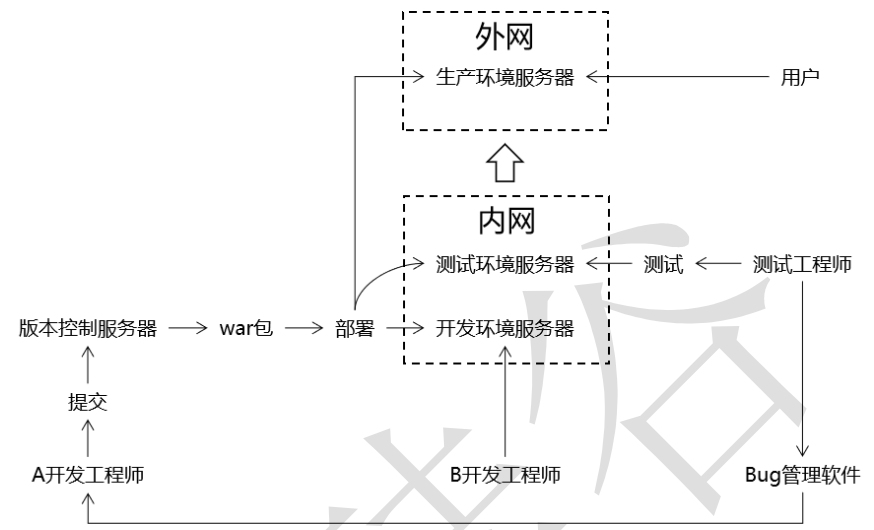 外网
生产环境服务器
用户
内网
测试环境服务器
测试
测试工程师
版本控制服务器
war包
部署
开发环境服务器
提交
A开发工程师
B开发工程师
Bug管理软件